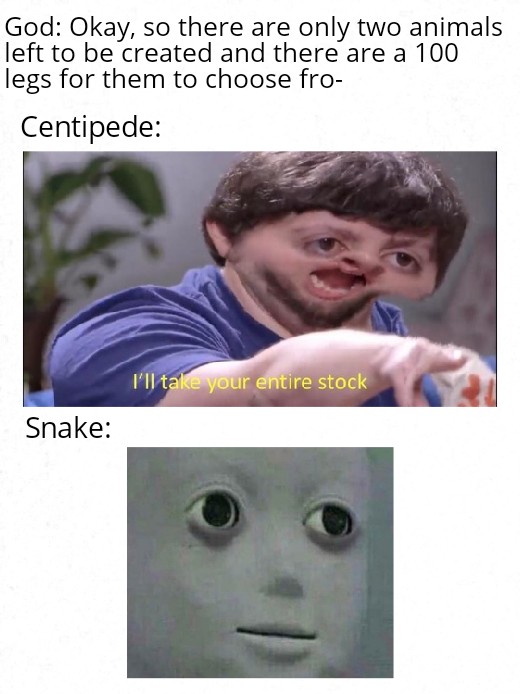 God: Okay, so there are only two animals
left to be created and there are a 100
legs for them to choose fro-
Centipede:
I'll take your entire stock
Snake: